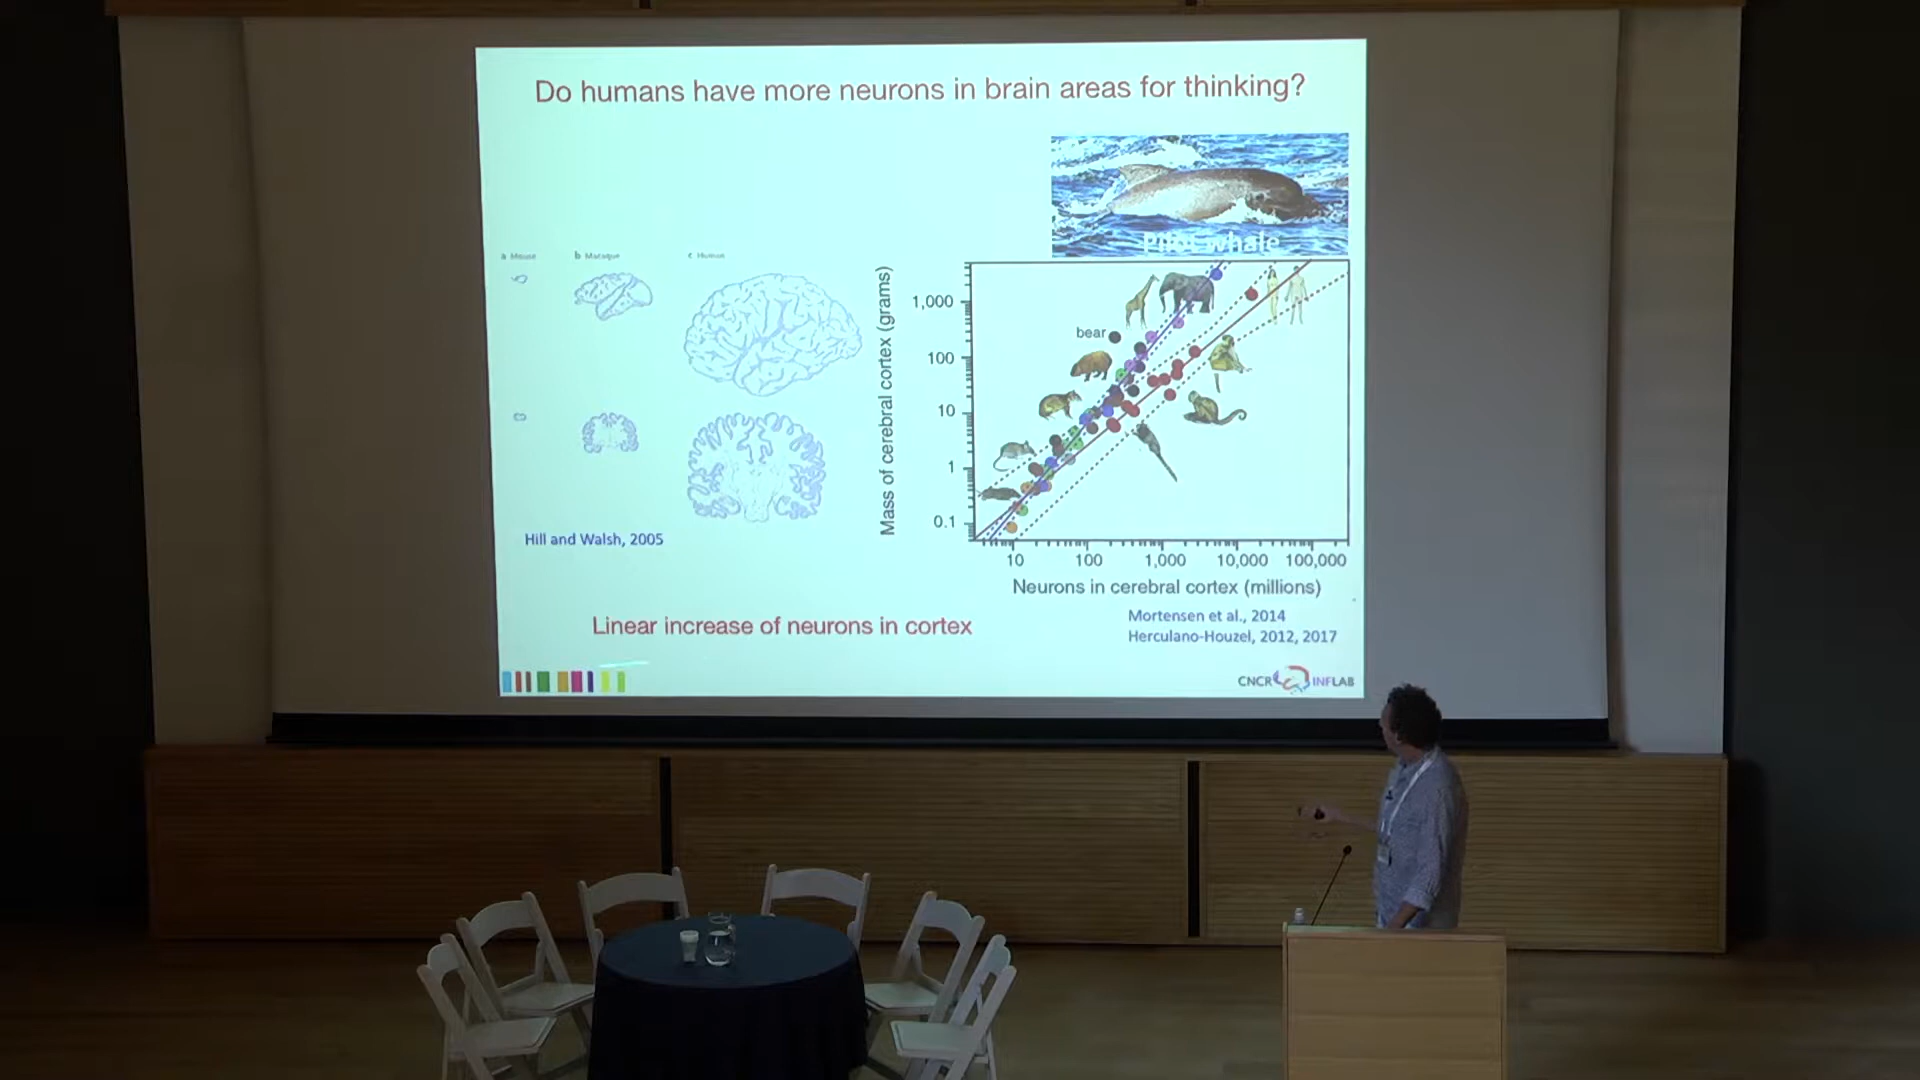 Do humans have more neurons in brain areas for thinking?
Pilot whale
a Mouse
b Macaque
c Human
Mass of cerebral cortex (grams)
1,000
100
10
1
0.1
bear
10
100
1,000
10,000
100,000
Neurons in cerebral cortex (millions)
Hill and Walsh, 2005
Linear increase of neurons in cortex
Mortensen et al., 2014
Herculano-Houzel, 2012, 2017
CNCR INFLAB